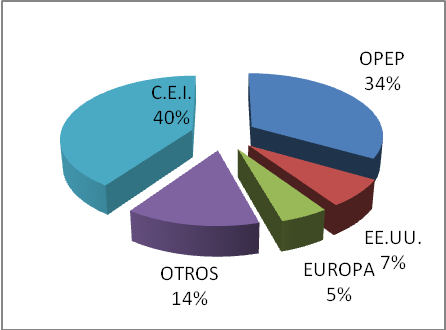 OPEP
34%
C.E.I.
40%
EE.UU.
7%
EUROPA
5%
OTROS
14%